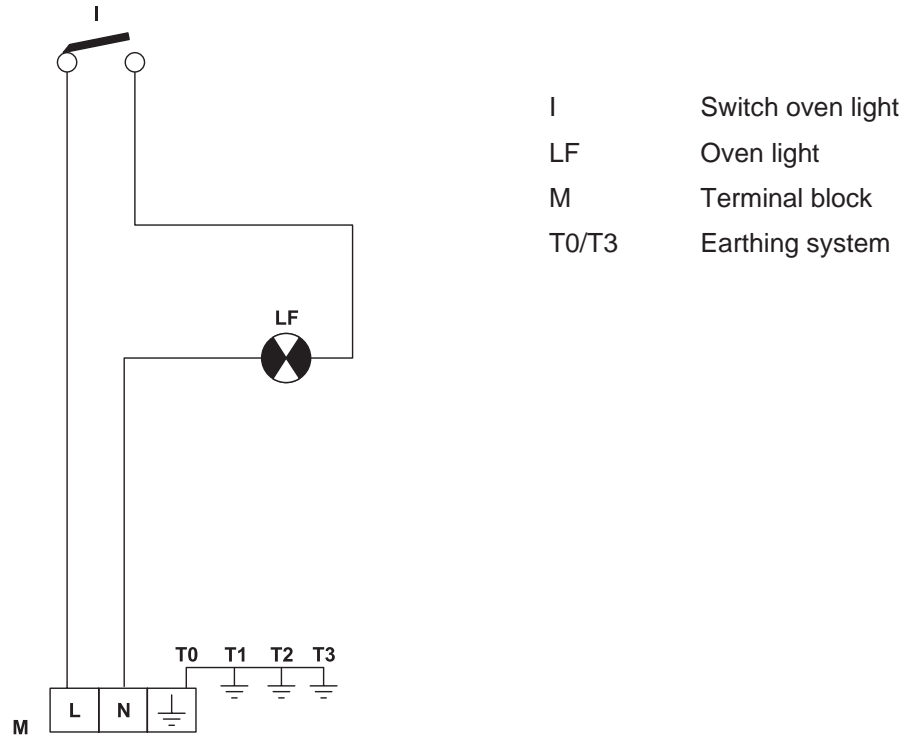 I
I Switch oven light
LF Oven light
M Terminal block
T0/T3 Earthing system
LF
T0 T1 T2 T3
M L N